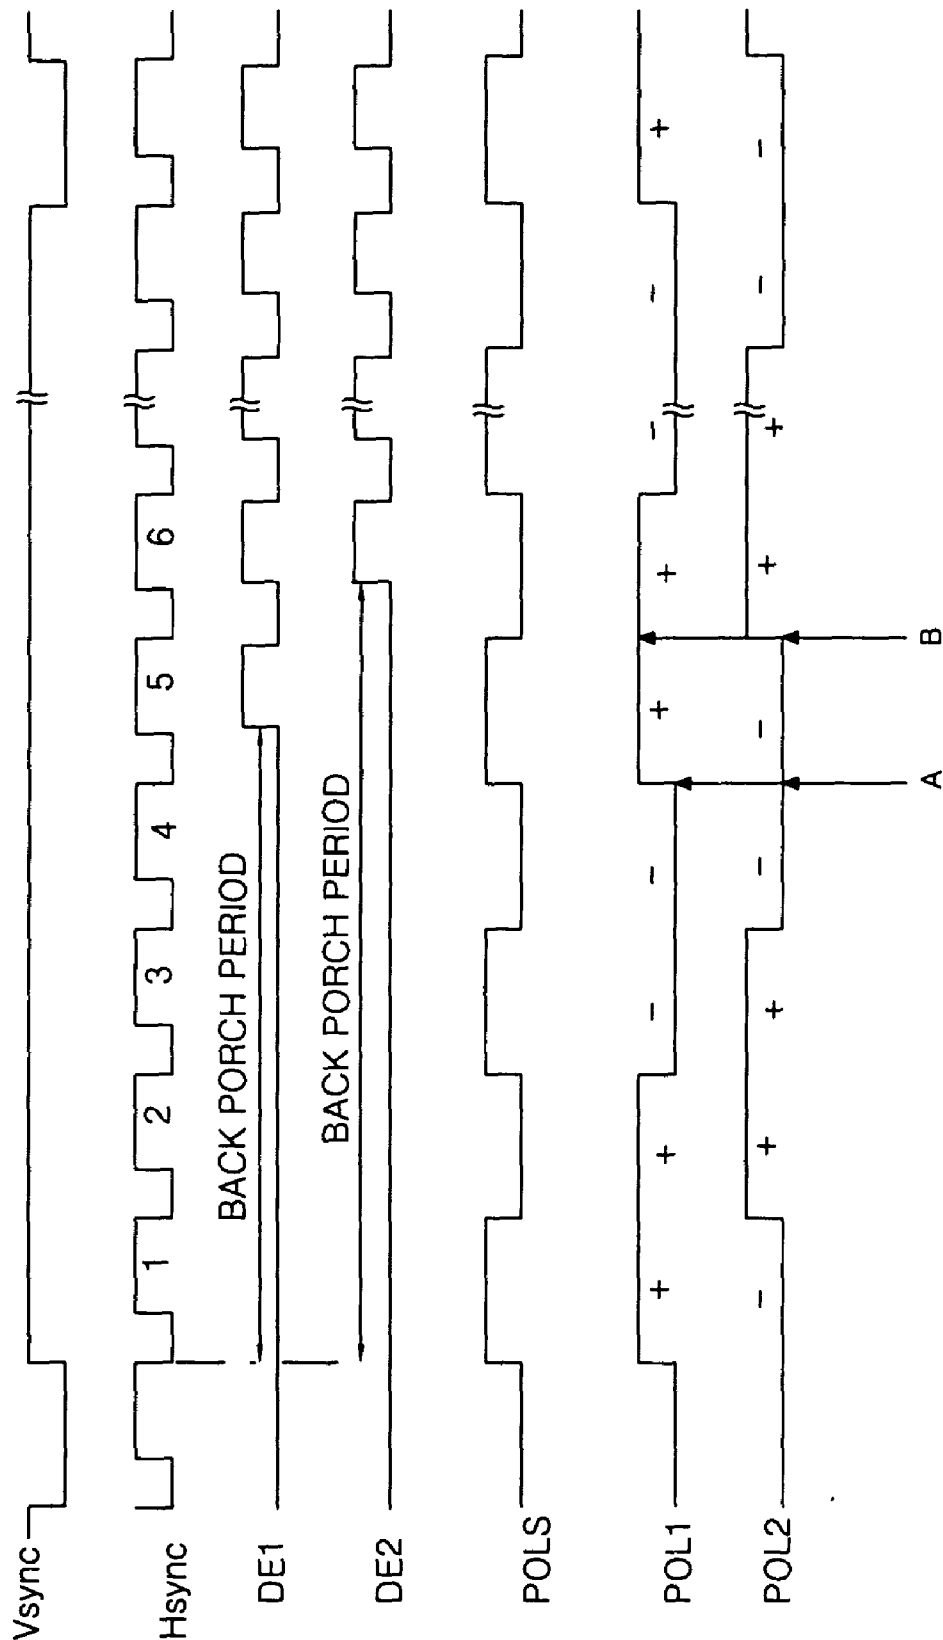 Vsync
Hsync
1 2 3 4 5 6
DE1
BACK PORCH PERIOD
DE2
BACK PORCH PERIOD
POLS
POL1
+ + - - + + - - +
POL2
- + + - - + + - -
A B